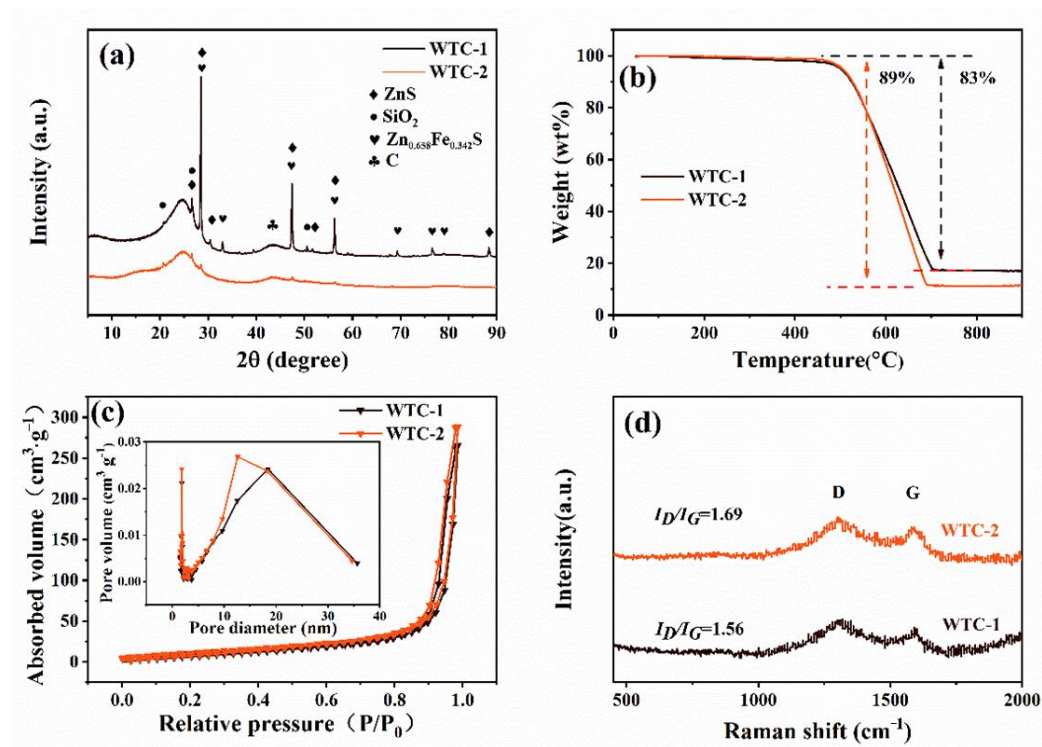 (a)
WTC-1
WTC-2
♦ ZnS
● SiO₂
♥ Zn₀.₆₅₈Fe₀.₃₄₂S
♣ C
Intensity (a.u.)
10 20 30 40 50 60 70 80 90
2θ (degree)
(b)
89%
83%
WTC-1
WTC-2
Weight (wt%)
100
80
60
40
20
0
0 200 400 600 800
Temperature(°C)
(c)
WTC-1
WTC-2
Absorbed volume (cm³·g⁻¹)
300
250
200
150
100
50
0
Pore volume (cm³ g⁻¹)
0.03
0.02
0.01
0.00
0 10 20 30 40
Pore diameter (nm)
0.0 0.2 0.4 0.6 0.8 1.0
Relative pressure (P/P₀)
(d)
D G
I_D/I_G=1.69
WTC-2
I_D/I_G=1.56
WTC-1
Intensity(a.u.)
500 1000 1500 2000
Raman shift (cm⁻¹)